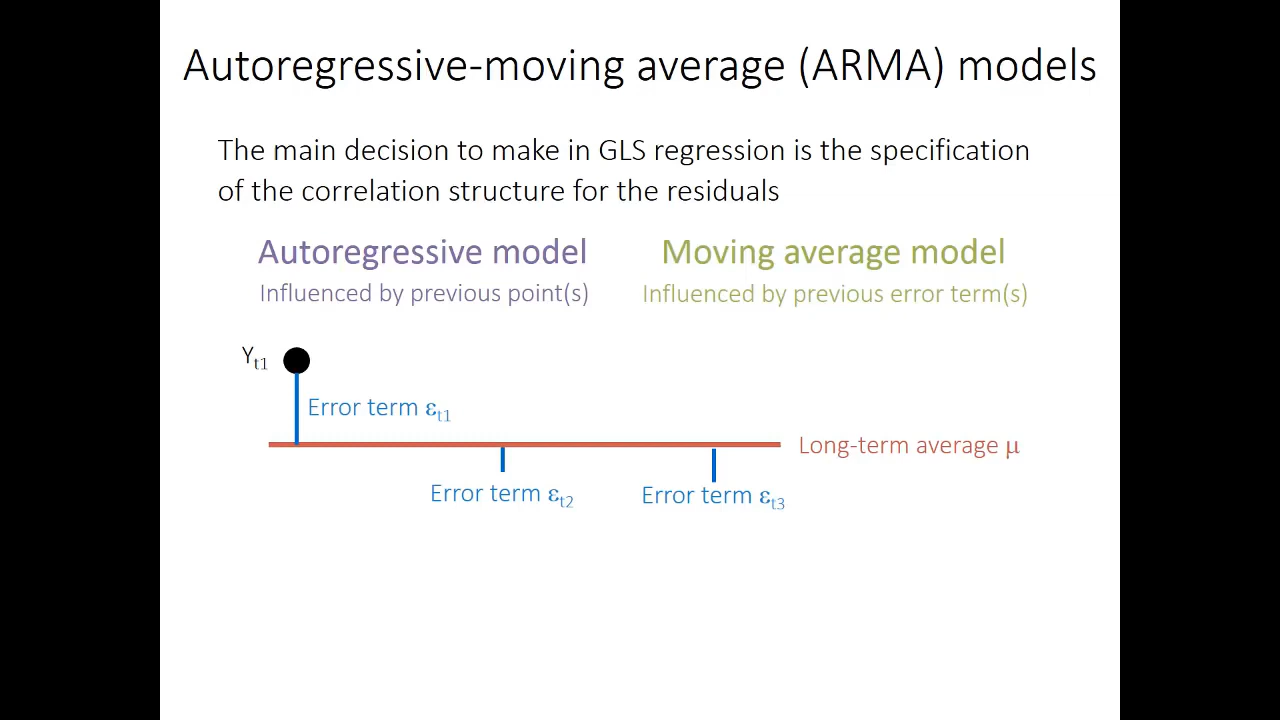 Autoregressive-moving average (ARMA) models
The main decision to make in GLS regression is the specification
of the correlation structure for the residuals
Autoregressive model
Influenced by previous point(s)
Moving average model
Influenced by previous error term(s)
Yt1
Error term εt1
Long-term average μ
Error term εt2
Error term εt3